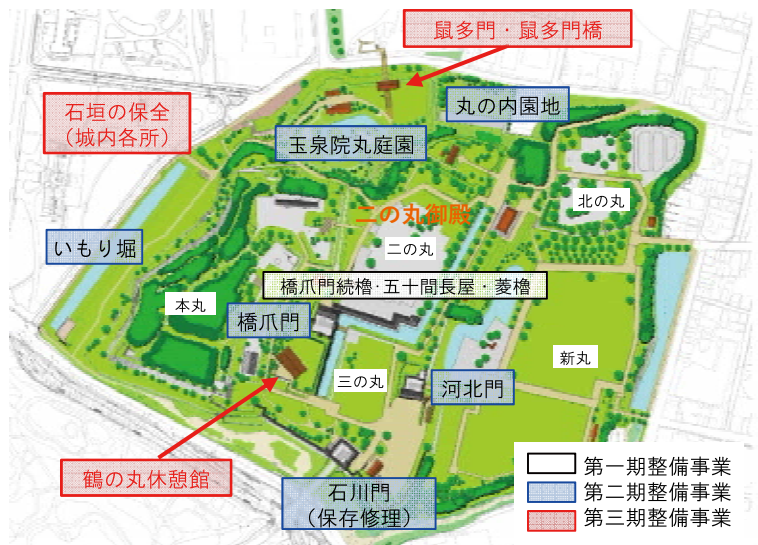 鼠多門・鼠多門橋
石垣の保全
（城内各所）
丸の内園地
玉泉院丸庭園
北の丸
二の丸御殿
いもり堀
二の丸
橋爪門続櫓・五十間長屋・菱櫓
本丸
橋爪門
新丸
三の丸
河北門
鶴の丸休憩館
石川門
（保存修理）
第一期整備事業
第二期整備事業
第三期整備事業